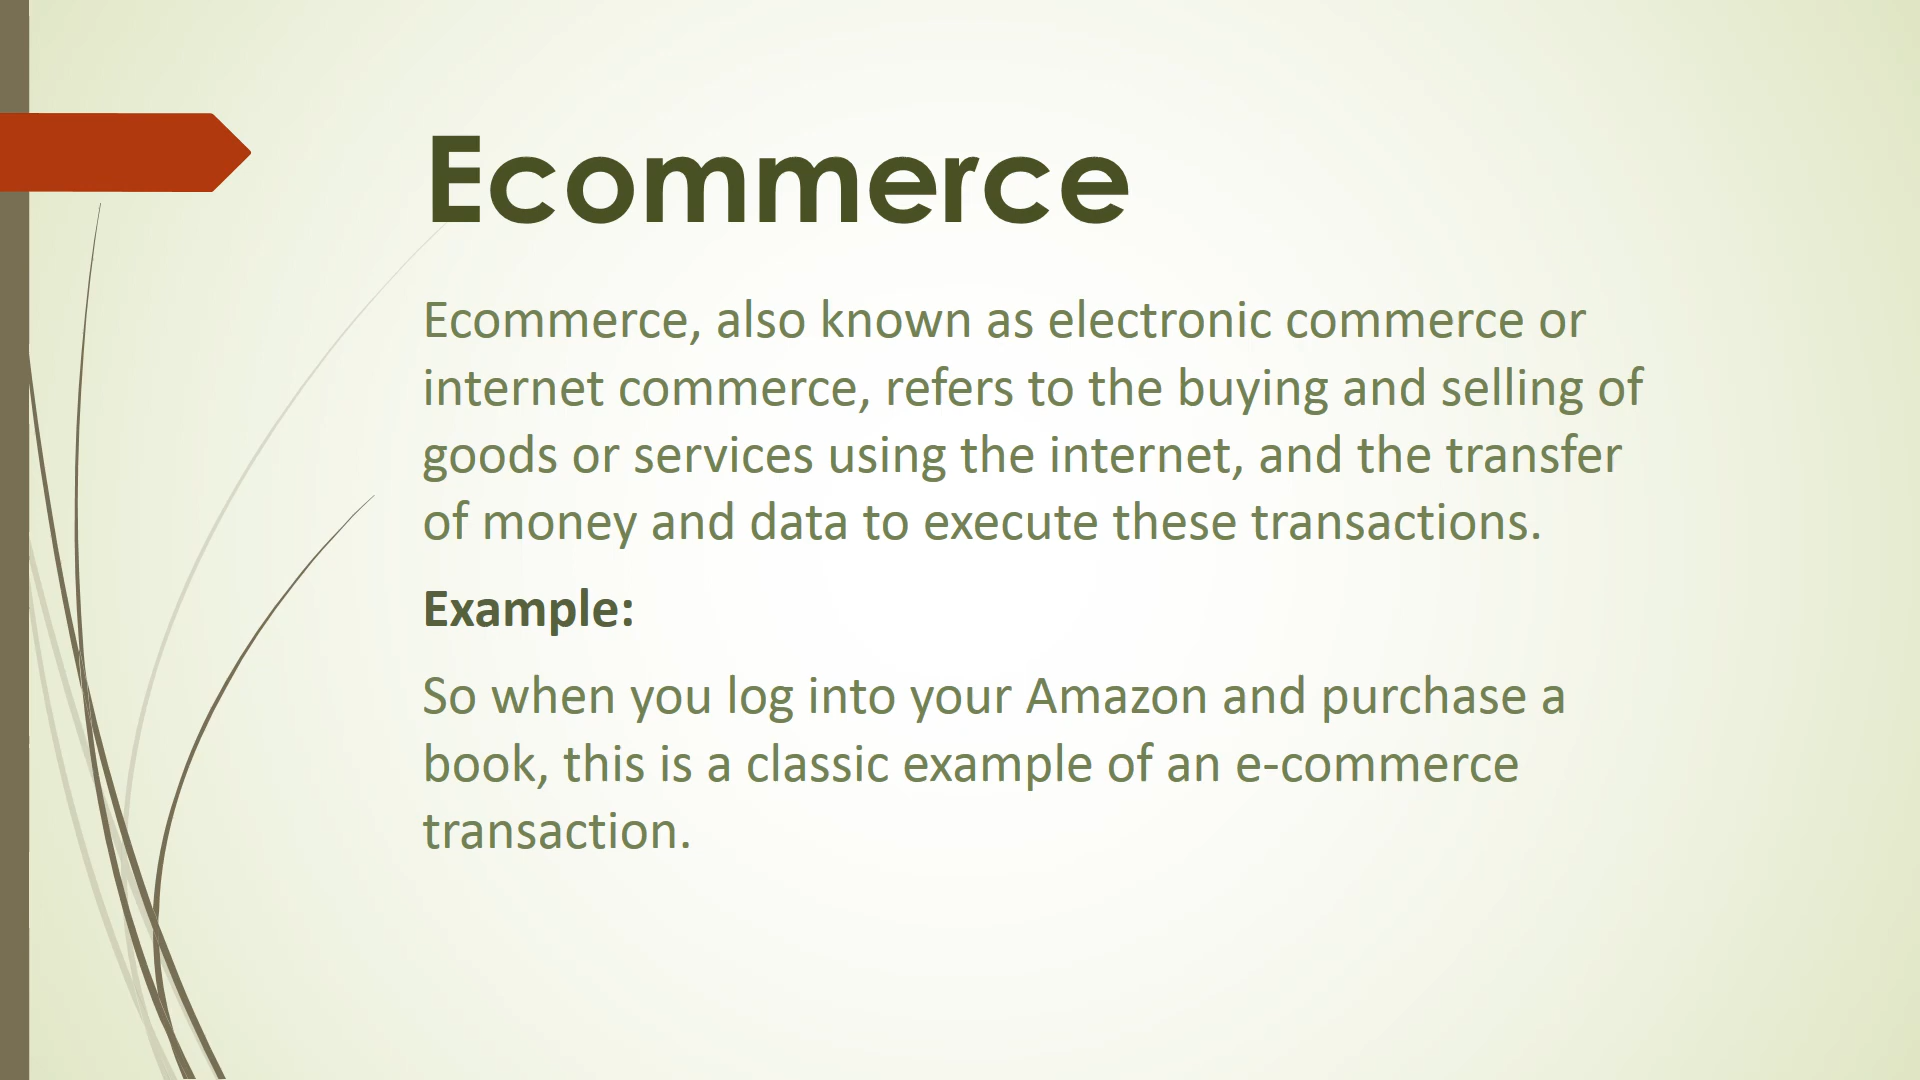 Ecommerce
Ecommerce, also known as electronic commerce or
internet commerce, refers to the buying and selling of
goods or services using the internet, and the transfer
of money and data to execute these transactions.
Example:
So when you log into your Amazon and purchase a
book, this is a classic example of an e-commerce
transaction.